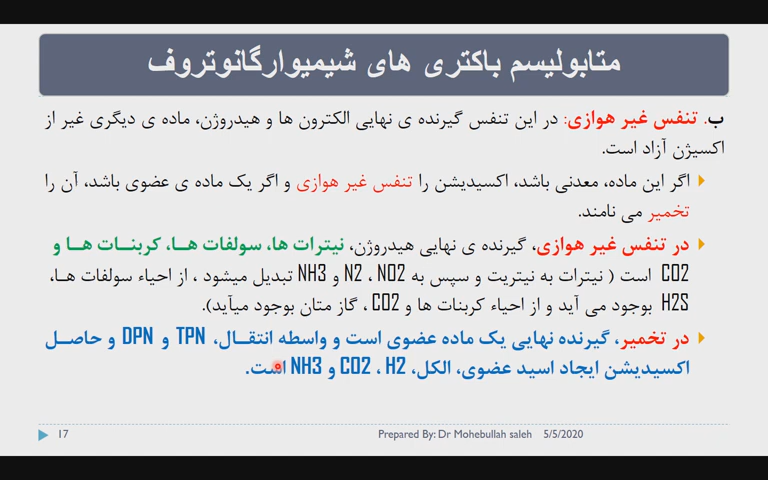 متابولیسم باکتری های شیمیوارگانوتروف
ب. تنفس غیر هوازی: در این تنفس گیرنده ی نهایی الکترون ها و هیدروژن، ماده ی دیگری غیر از
اکسیژن آزاد است.
اگر این ماده، معدنی باشد، اکسیدیشن را تنفس غیر هوازی و اگر یک ماده ی عضوی باشد، آن را
تخمیر می نامند.
در تنفس غیر هوازی، گیرنده ی نهایی هیدروژن، نیترات ها، سولفات هـا، کربنـات هـا و
CO2 است ( نیترات به نیتریت و سپس به NO2 ، N2 و NH3 تبدیل میشود ، از احیاء سولفات هـا،
H2S بوجود می آید و از احیاء کربنات ها و CO2 ، گاز متان بوجود میآید).
در تخمیر، گیرنده نهایی یک ماده عضوی است و واسطه انتقـال، TPN و DPN و حاصـل
اکسیدیشن ایجاد اسید عضوی، الکل، CO2 ، H2 و NH3 است.
17
Prepared By: Dr Mohebullah saleh 5/5/2020